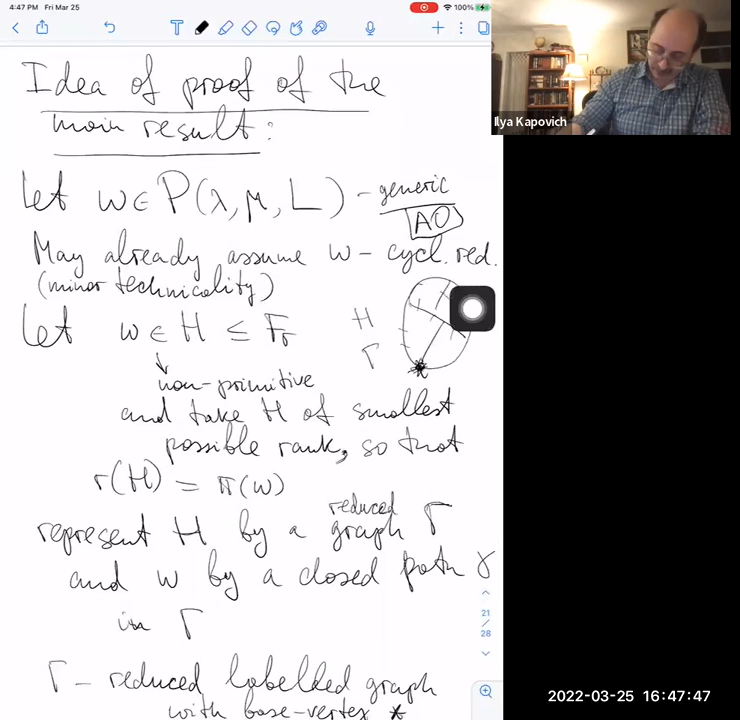 4:47 PM Fri Mar 25
100%
Idea of proof of the
main result:
Let w ∈ P(λ, μ, L) - generic
AO
May already assume w - cycl. red.
(minor technicality)
Let w ∈ H ≤ F_r
H
Γ
non-primitive
and take H of smallest
possible rank, so that
r(H) = π(w)
reduced
represent H by a graph Γ
and w by a closed path γ
in Γ
Γ - reduced labelled graph
with base-vertex *
21
/
28
Ilya Kapovich
2022-03-25 16:47:47